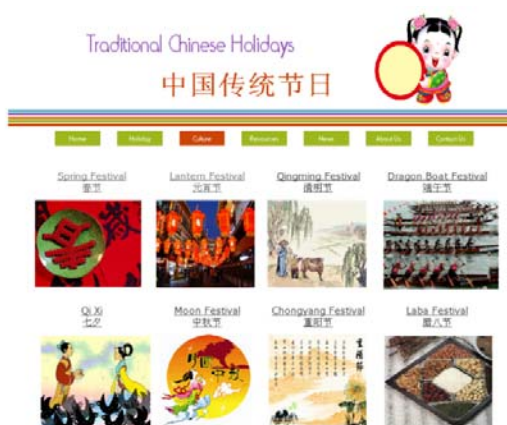 Traditional Chinese Holidays
中国传统节日
Home Holiday Culture Resources News About Us Contact Us
Spring Festival Lantern Festival Qingming Festival Dragon Boat Festival
春节 元宵节 清明节 端午节
Qi Xi Moon Festival Chongyang Festival Laba Festival
七夕 中秋节 重阳节 腊八节
重陽節